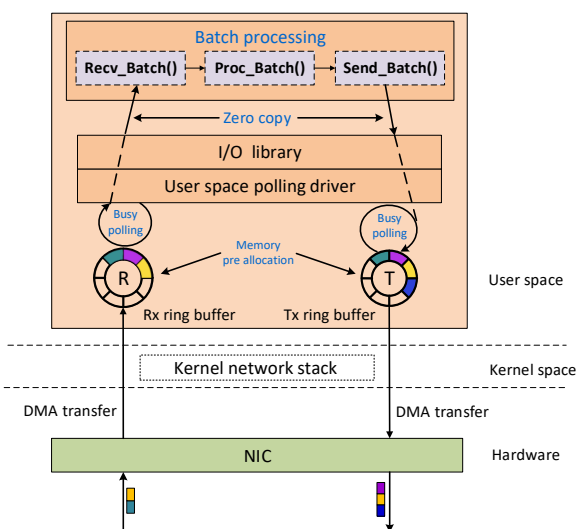 Batch processing
Recv_Batch() Proc_Batch() Send_Batch()
Zero copy
I/O library
User space polling driver
Busy
polling
Busy
polling
Memory
pre allocation
R
T
User space
Rx ring buffer
Tx ring buffer
Kernel network stack
Kernel space
DMA transfer
DMA transfer
NIC
Hardware